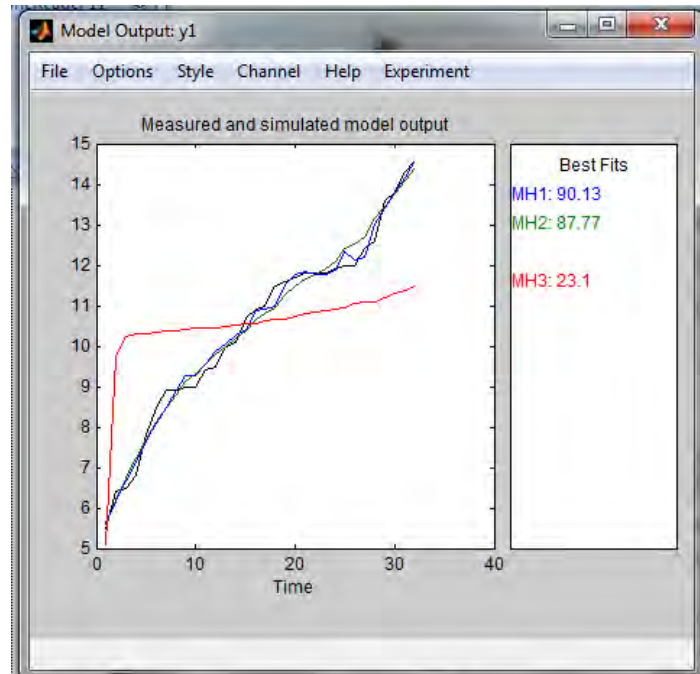 Model Output: y1
File Options Style Channel Help Experiment
Measured and simulated model output
15
14
13
12
11
10
9
8
7
6
5
0 10 20 30 40
Time
Best Fits
MH1: 90.13
MH2: 87.77
MH3: 23.1